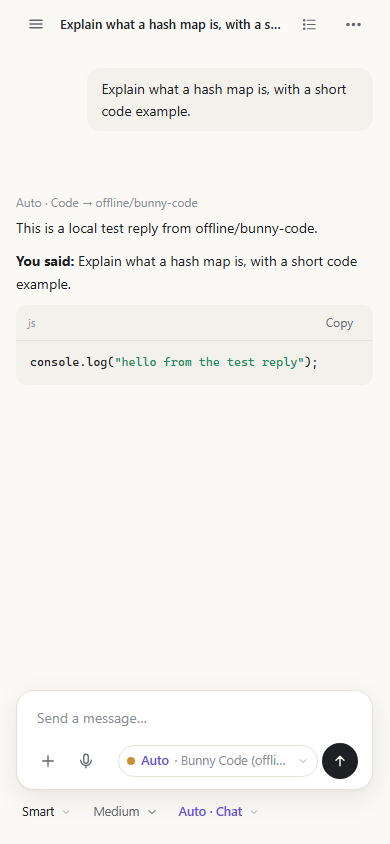 Explain what a hash map is, with a s...
Explain what a hash map is, with a short
code example.
Auto · Code → offline/bunny-code
This is a local test reply from offline/bunny-code.
You said: Explain what a hash map is, with a short code
example.
js
Copy
console.log("hello from the test reply");
Send a message...
Auto · Bunny Code (offli...
Smart
Medium
Auto · Chat